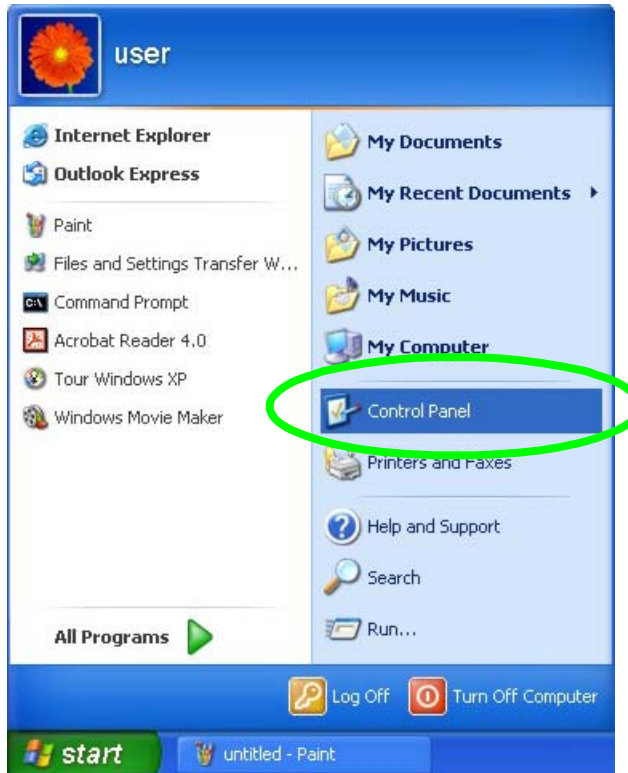 user
Internet Explorer
Outlook Express
Paint
Files and Settings Transfer W...
C:\
Command Prompt
Acrobat Reader 4.0
Tour Windows XP
Windows Movie Maker
All Programs
My Documents
My Recent Documents
My Pictures
My Music
My Computer
Control Panel
Printers and Faxes
Help and Support
Search
Run...
Log Off
Turn Off Computer
start
untitled - Paint